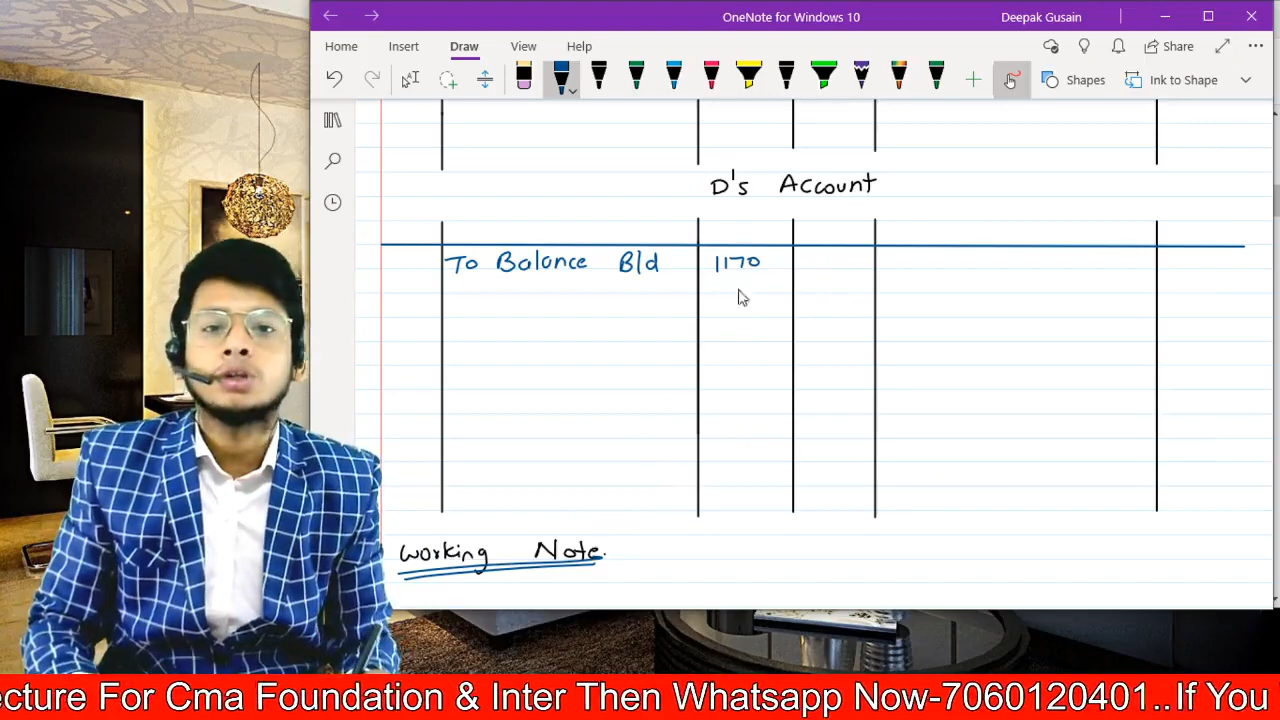 OneNote for Windows 10
Deepak Gusain
Home Insert Draw View Help
Share
Shapes
Ink to Shape
D's Account
To Balance B/d 1170
Working Note.
ecture For Cma Foundation & Inter Then Whatsapp Now-7060120401..If You